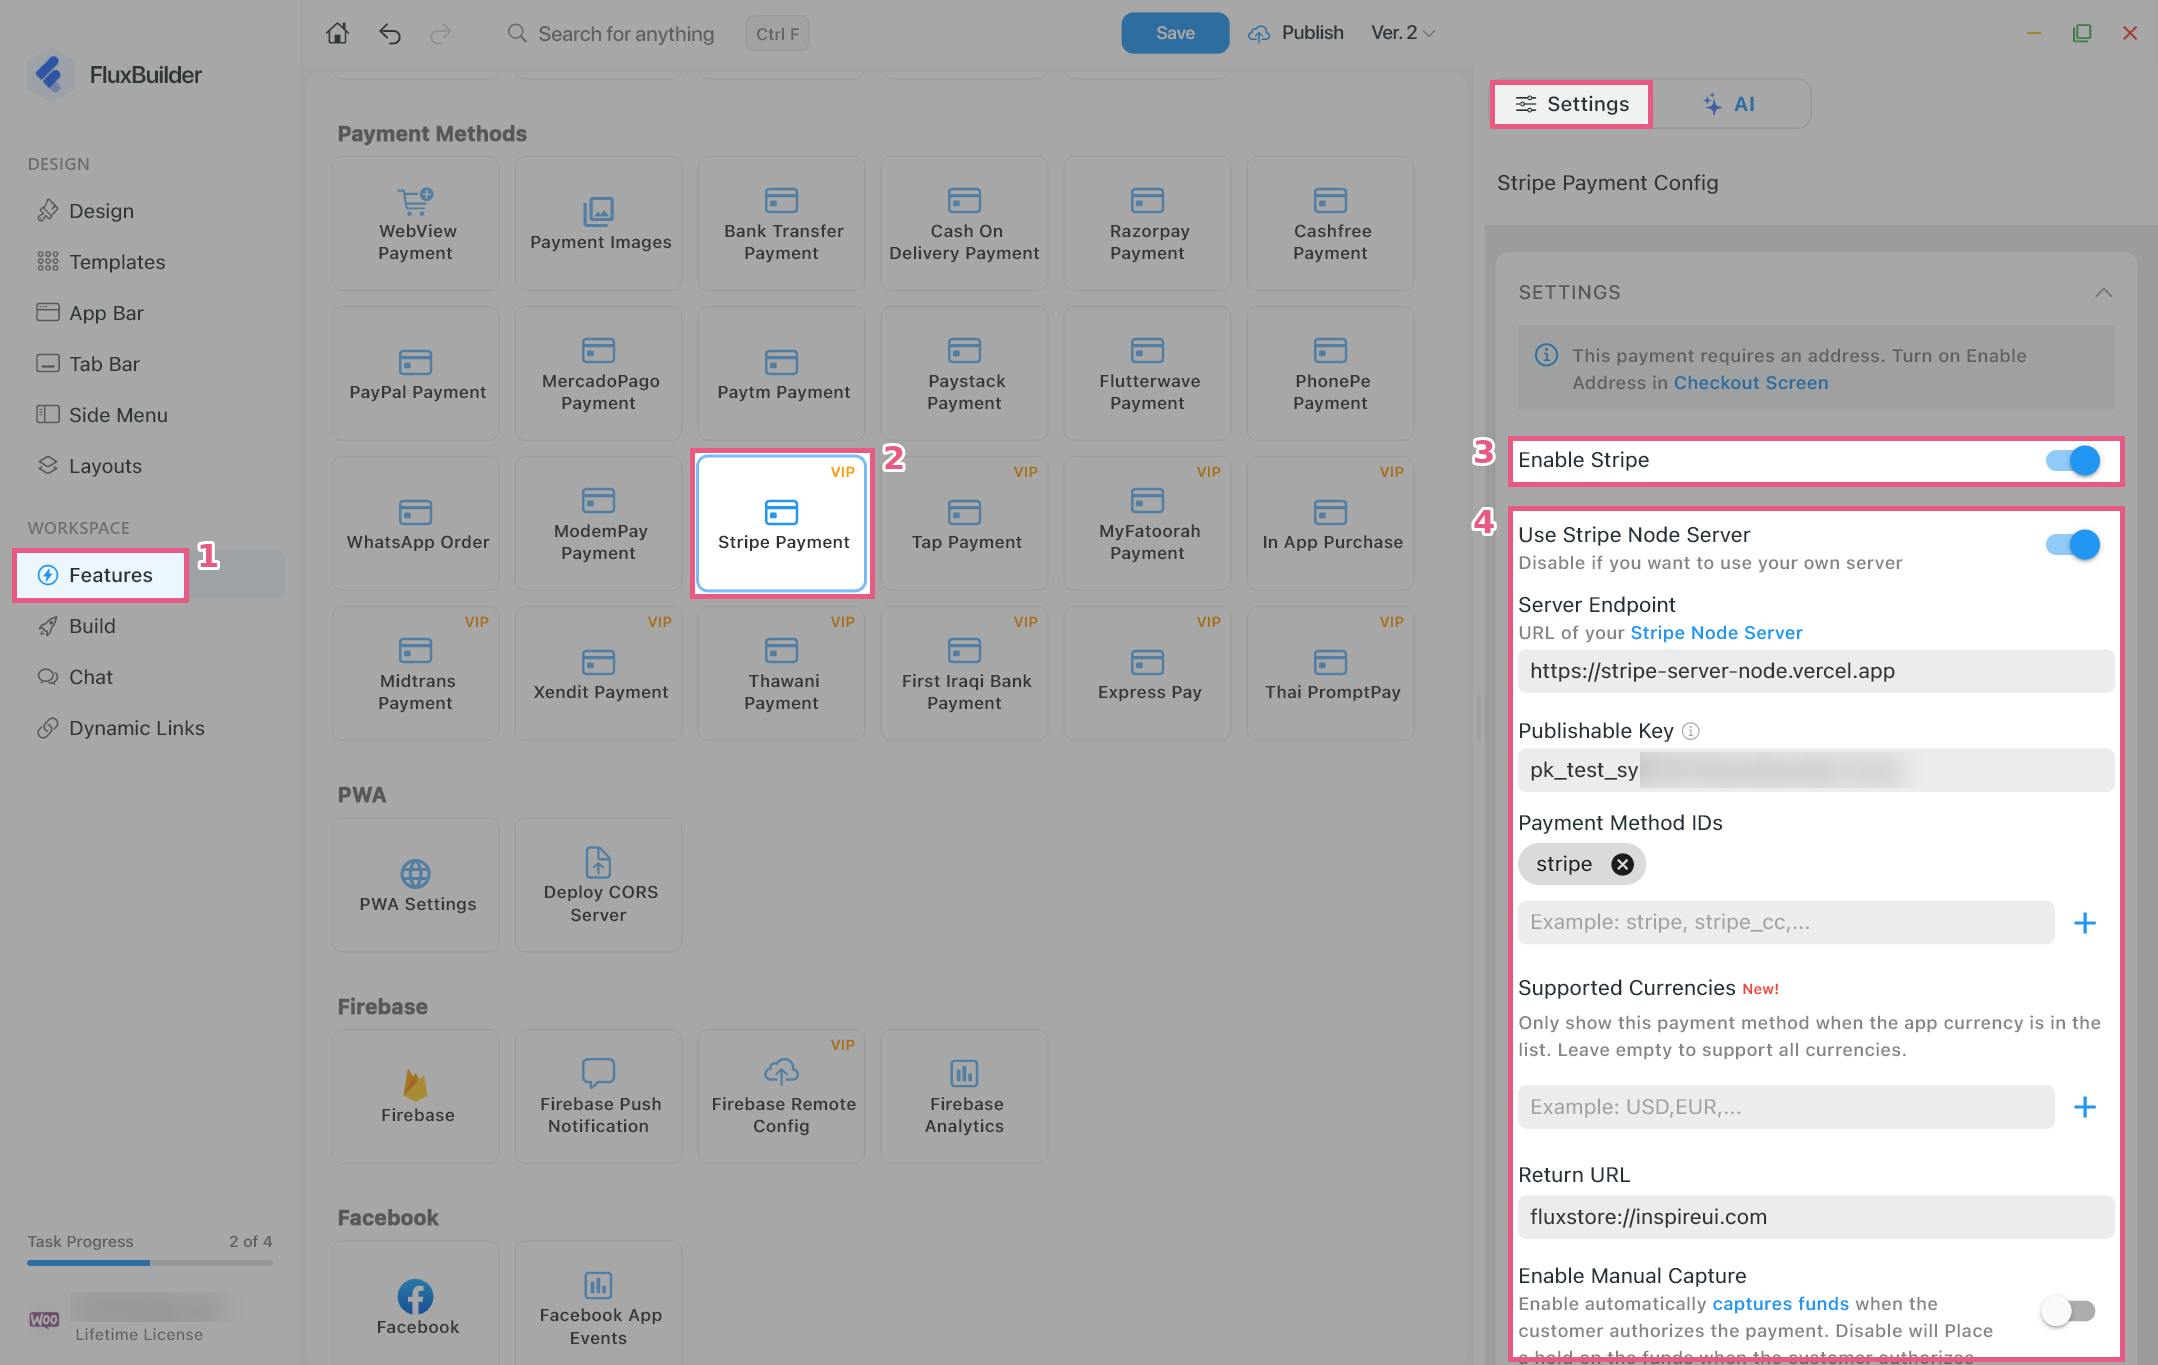 Search for anything
Ctrl F
Save
Publish
Ver. 2
FluxBuilder
DESIGN
Design
Templates
App Bar
Tab Bar
Side Menu
Layouts
WORKSPACE
Features
1
Build
Chat
Dynamic Links
Task Progress
2 of 4
Woo
Lifetime License
Payment Methods
WebView
Payment
Payment Images
Bank Transfer
Payment
Cash On
Delivery Payment
Razorpay
Payment
Cashfree
Payment
PayPal Payment
MercadoPago
Payment
Paytm Payment
Paystack
Payment
Flutterwave
Payment
PhonePe
Payment
WhatsApp Order
ModemPay
Payment
VIP
Stripe Payment
2
VIP
Tap Payment
VIP
MyFatoorah
Payment
VIP
In App Purchase
VIP
Midtrans
Payment
VIP
Xendit Payment
VIP
Thawani
Payment
VIP
First Iraqi Bank
Payment
VIP
Express Pay
VIP
Thai PromptPay
PWA
PWA Settings
Deploy CORS
Server
Firebase
Firebase
Firebase Push
Notification
VIP
Firebase Remote
Config
Firebase
Analytics
Facebook
Facebook
Facebook App
Events
Settings
AI
Stripe Payment Config
SETTINGS
This payment requires an address. Turn on Enable
Address in Checkout Screen
3
Enable Stripe
4
Use Stripe Node Server
Disable if you want to use your own server
Server Endpoint
URL of your Stripe Node Server
https://stripe-server-node.vercel.app
Publishable Key
pk_test_sy
Payment Method IDs
stripe
Example: stripe, stripe_cc,...
Supported Currencies New!
Only show this payment method when the app currency is in the
list. Leave empty to support all currencies.
Example: USD,EUR,...
Return URL
fluxstore://inspireui.com
Enable Manual Capture
Enable automatically captures funds when the
customer authorizes the payment. Disable will Place
a hold on the funds when the customer authorizes